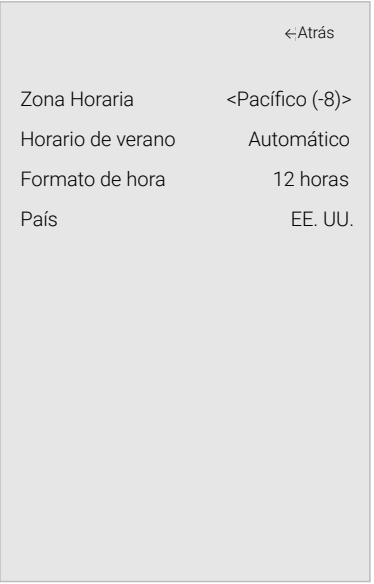 ←Atrás
Zona Horaria <Pacífico (-8)>
Horario de verano Automático
Formato de hora 12 horas
País EE. UU.